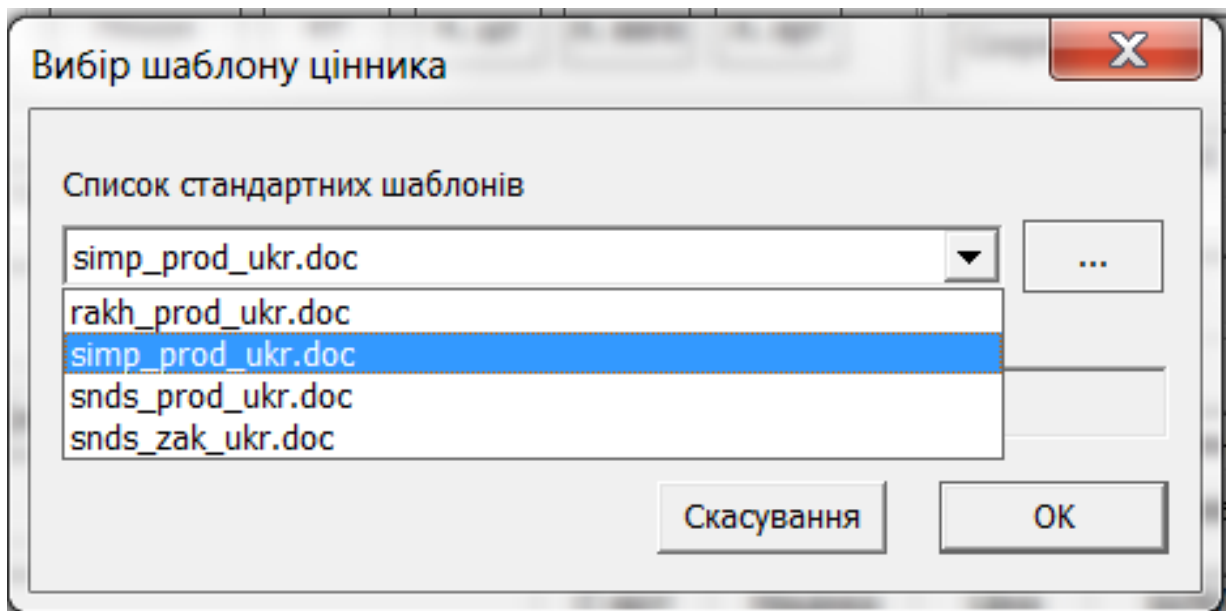 Вибір шаблону цінника
Список стандартних шаблонів
simp_prod_ukr.doc
...
rakh_prod_ukr.doc
simp_prod_ukr.doc
snds_prod_ukr.doc
snds_zak_ukr.doc
Скасування
OK